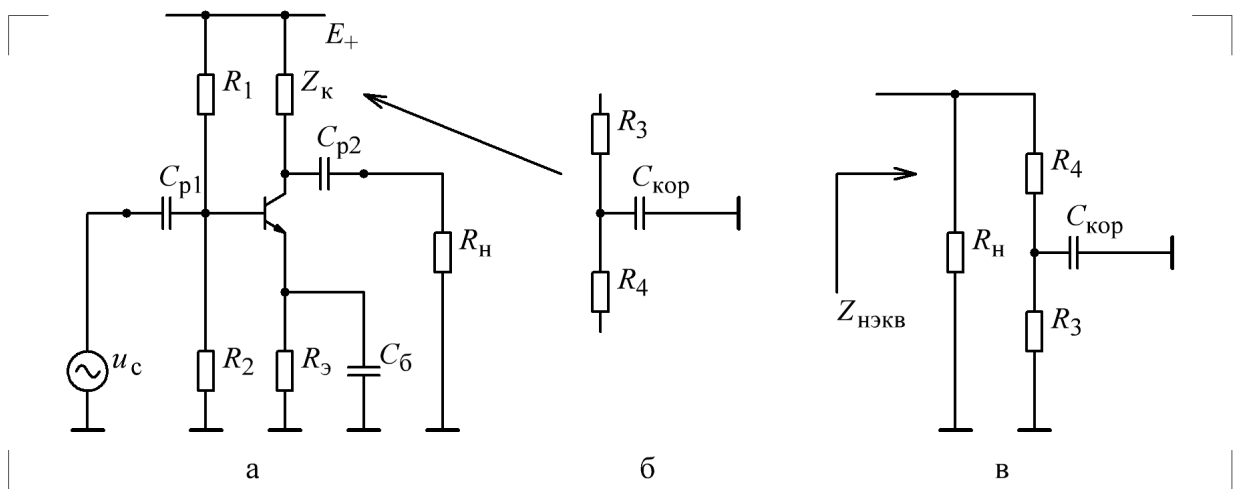 E+
R1
Zк
Cр2
Cр1
Rн
uс
R2
Rэ
Cб
а
R3
Cкор
R4
б
R4
Cкор
Rн
Zнэкв
R3
в